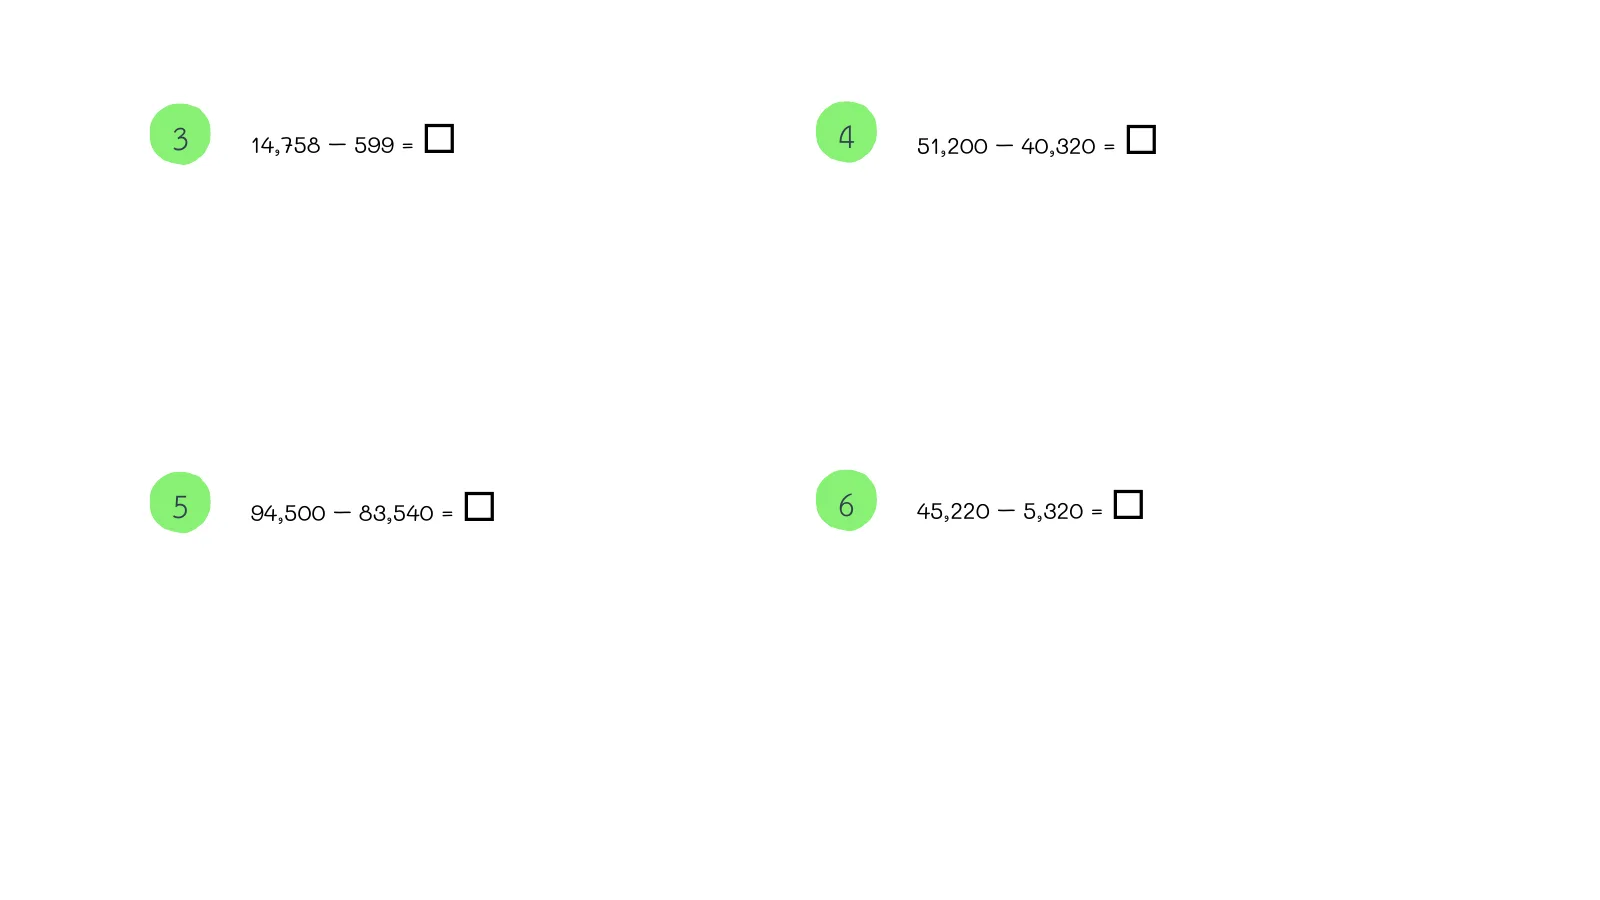 3 14,758 — 599 = □
4 51,200 — 40,320 = □
5 94,500 — 83,540 = □
6 45,220 — 5,320 = □